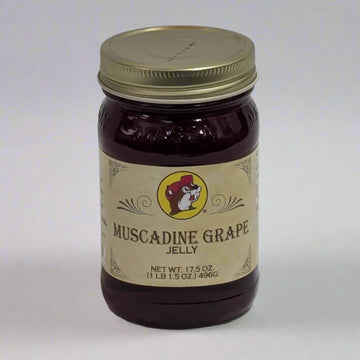 MUSCADINE GRAPE
JELLY
NET WT. 17.5 OZ.
(1 LB 1.5 OZ.) 496G